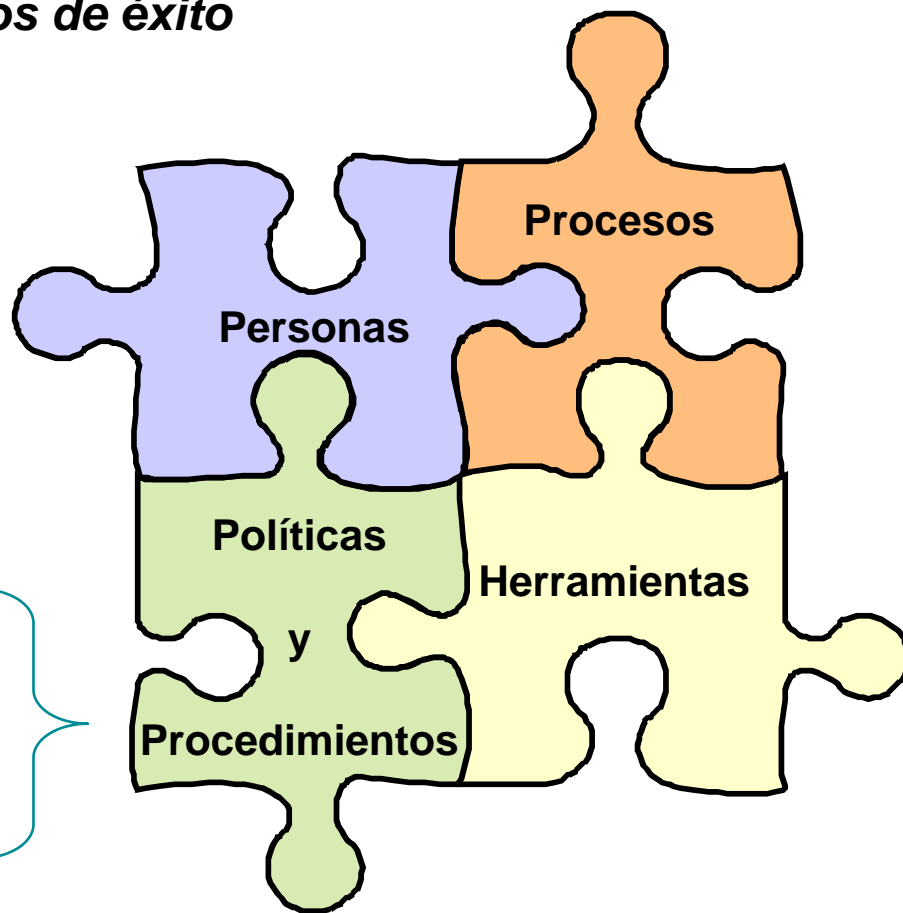 os de éxito
Procesos
Personas
Políticas
Herramientas
y
Procedimientos